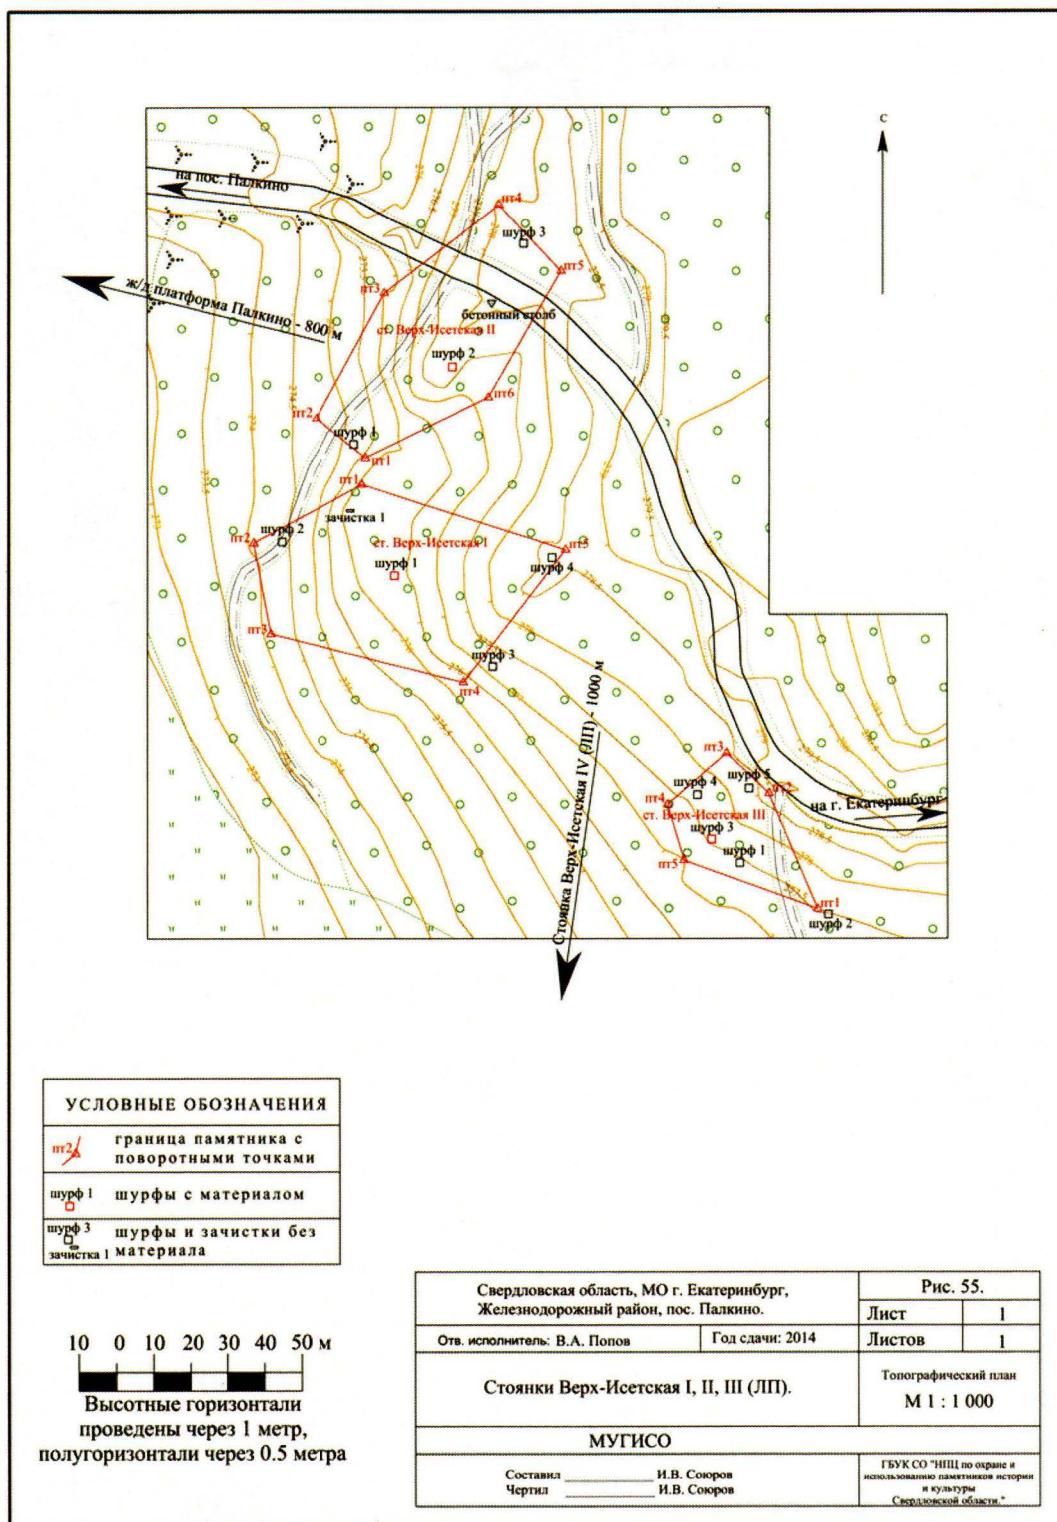 с
на пос. Палкино
пт4
шурф 3
пт5
ж/д платформа Палкино - 800 м
пт3
бетонный столб
ст. Верх-Исетская II
шурф 2
пт6
пт2
шурф 1
пт1
пт1
зачистка 1
шурф 2
пт2
ст. Верх-Исетская I
пт5
шурф 1
шурф 4
пт3
шурф 3
пт4
Стоянка Верх-Исетская IV (ЛП) - 1000 м
пт3
шурф 4
шурф 5
пт2
пт4
ст. Верх-Исетская III
на г. Екатеринбург
шурф 3
шурф 1
пт5
пт1
шурф 2
УСЛОВНЫЕ ОБОЗНАЧЕНИЯ
пт2
граница памятника с
поворотными точками
шурф 1
шурфы с материалом
шурф 3
зачистка 1
шурфы и зачистки без
материала
10 0 10 20 30 40 50 м
Высотные горизонтали
проведены через 1 метр,
полугоризонтали через 0.5 метра
Свердловская область, МО г. Екатеринбург,
Железнодорожный район, пос. Палкино.
Рис. 55.
Лист 1
Отв. исполнитель: В.А. Попов
Год сдачи: 2014
Листов 1
Стоянки Верх-Исетская I, II, III (ЛП).
Топографический план
М 1 : 1 000
МУГИСО
Составил И.В. Сокоров
Чертил И.В. Сокоров
ГБУК СО "НПЦ по охране и
использованию памятников истории
и культуры
Свердловской области."